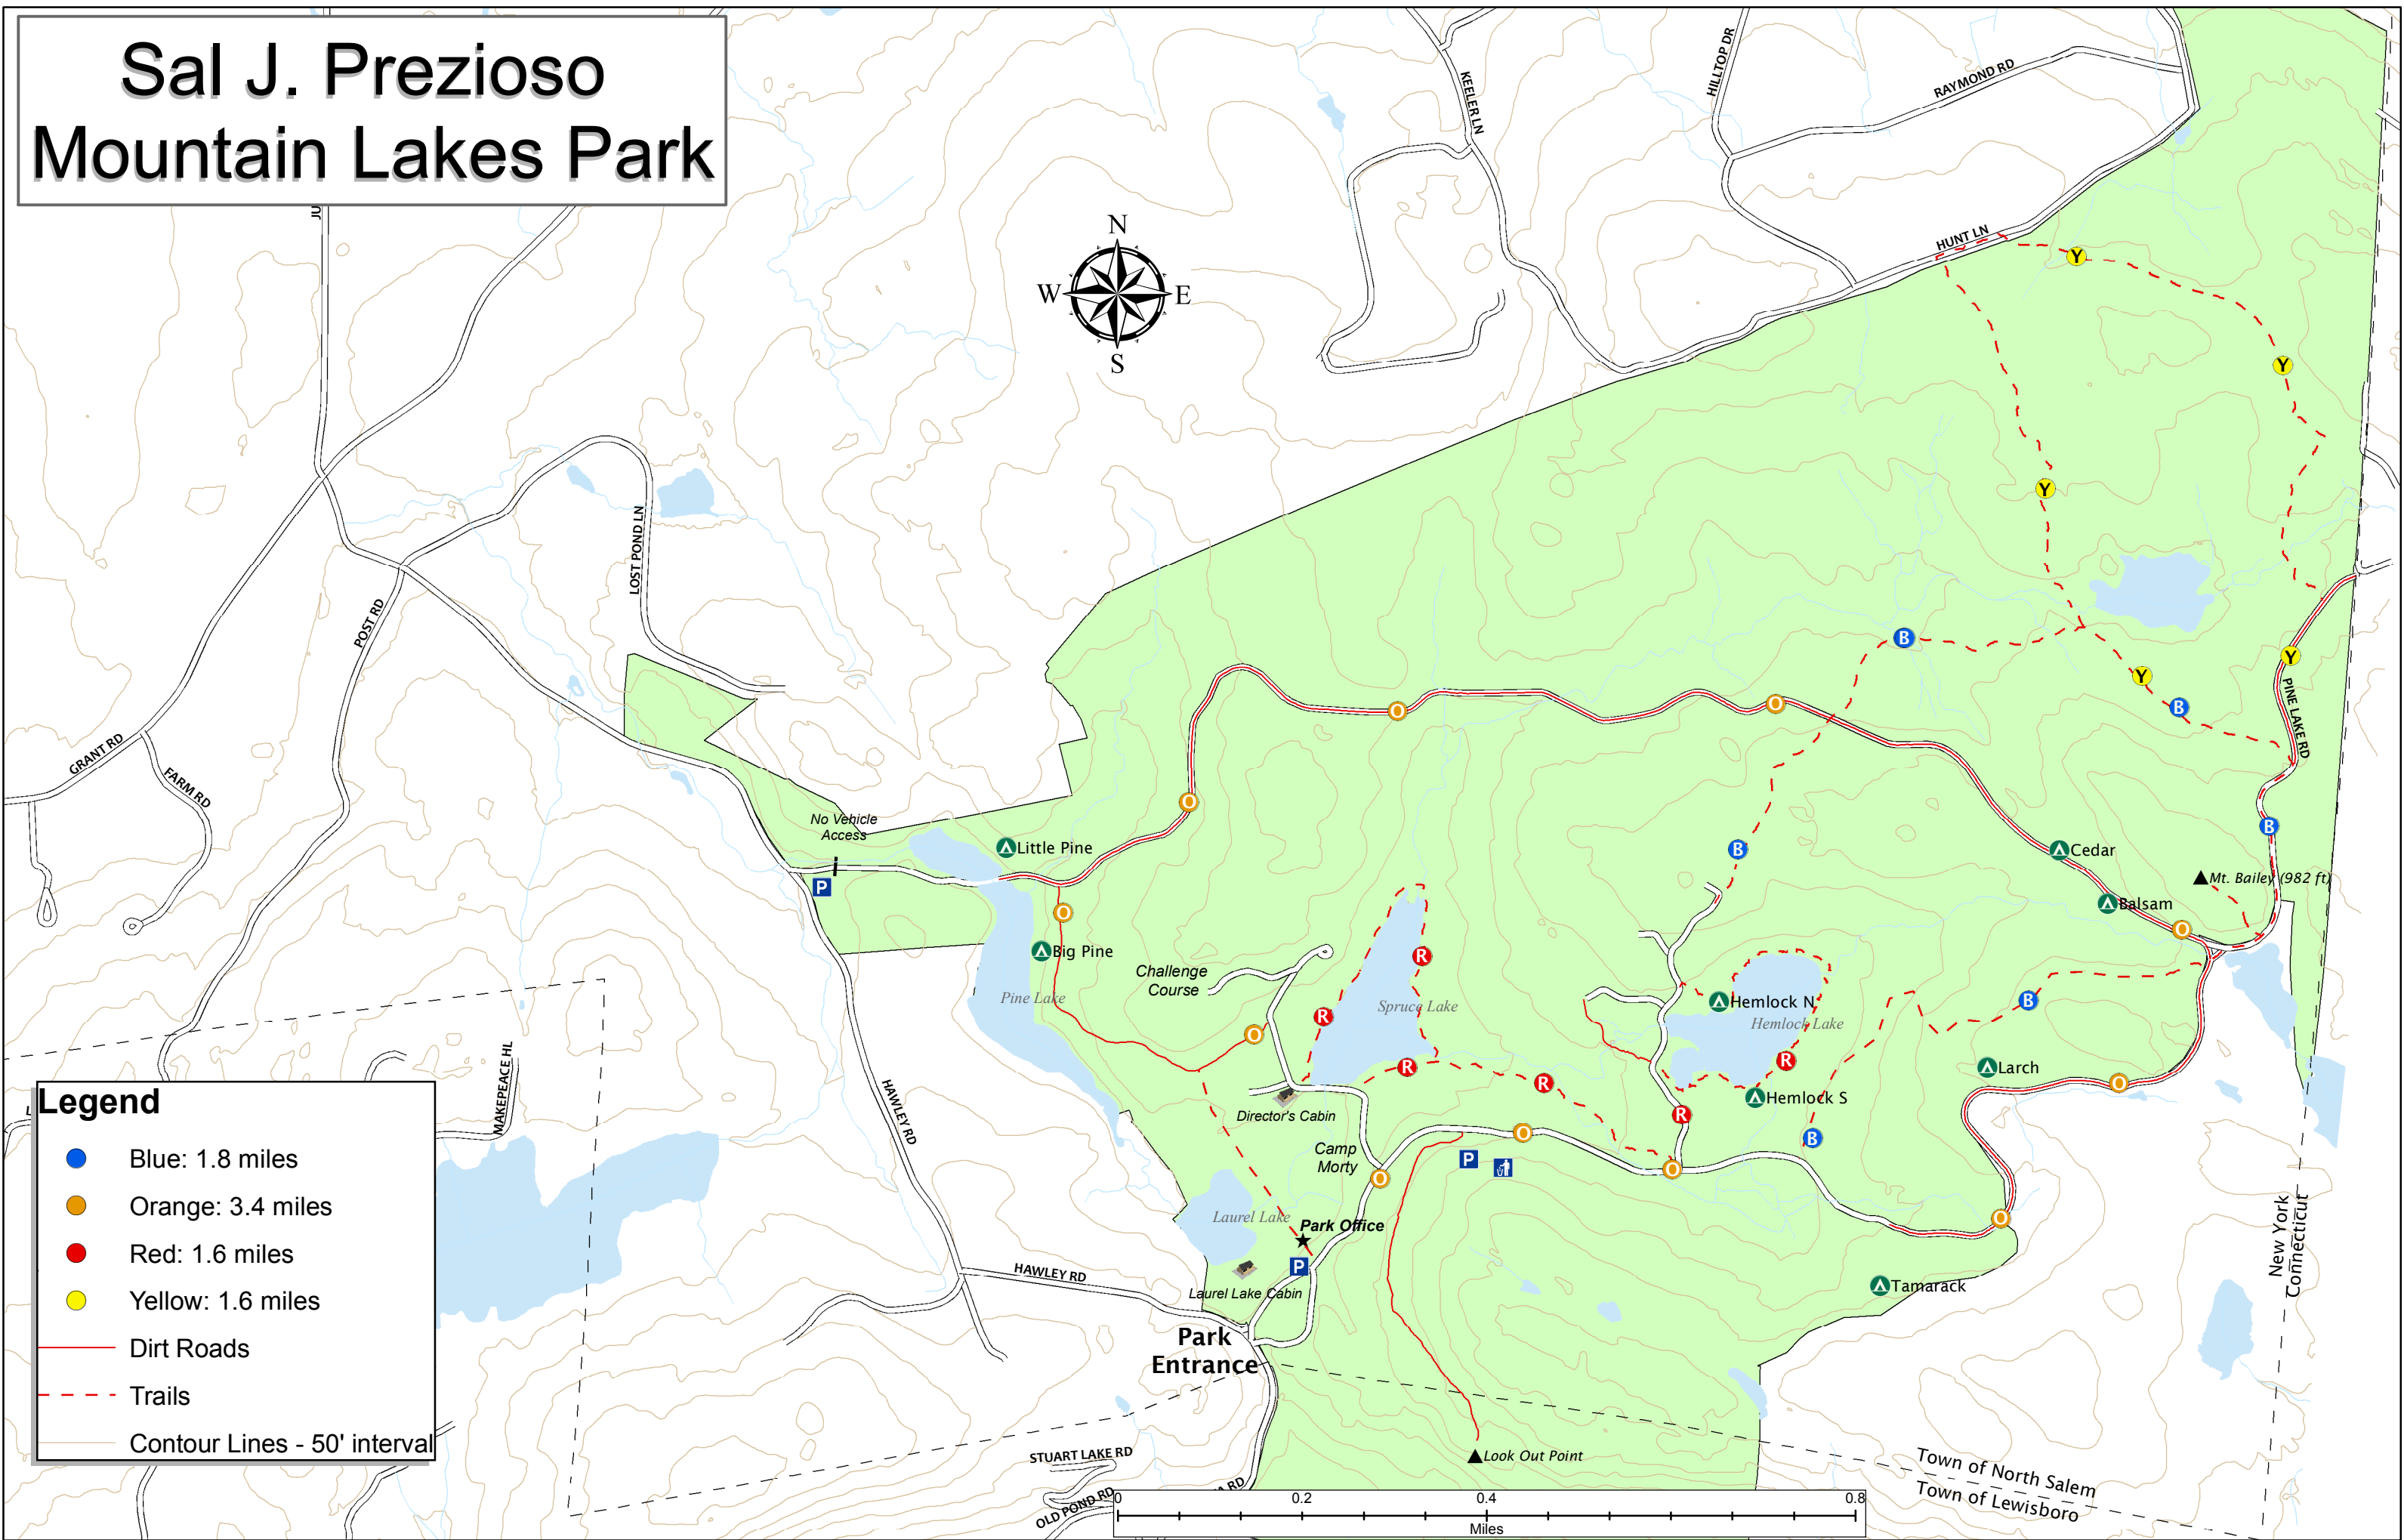 Sal J. Prezioso
Mountain Lakes Park
KEELER LN
HILLTOP DR
RAYMOND RD
HUNT LN
N
W
E
S
Y
Y
Y
LOST POND LN
POST RD
GRANT RD
FARM RD
B
Y
Y
B
PINE LAKE RD
O
O
O
No Vehicle
Access
P
Little Pine
O
Big Pine
Pine Lake
B
B
Cedar
Mt. Bailey (982 ft)
Balsam
O
Challenge
Course
O
R
R
Spruce Lake
R
R
Hemlock N
Hemlock Lake
R
Hemlock S
R
B
B
Larch
O
Director's Cabin
Camp
Morty
O
O
O
P
O
Laurel Lake
Park Office
P
Laurel Lake Cabin
Tamarack
HAWLEY RD
HAWLEY RD
MAKEPEACE HL
Park
Entrance
New York
Connecticut
Look Out Point
Town of North Salem
Town of Lewisboro
STUART LAKE RD
OLD POND RD
Legend
Blue: 1.8 miles
Orange: 3.4 miles
Red: 1.6 miles
Yellow: 1.6 miles
Dirt Roads
Trails
Contour Lines - 50' interval
0 0.2 0.4 0.8
Miles